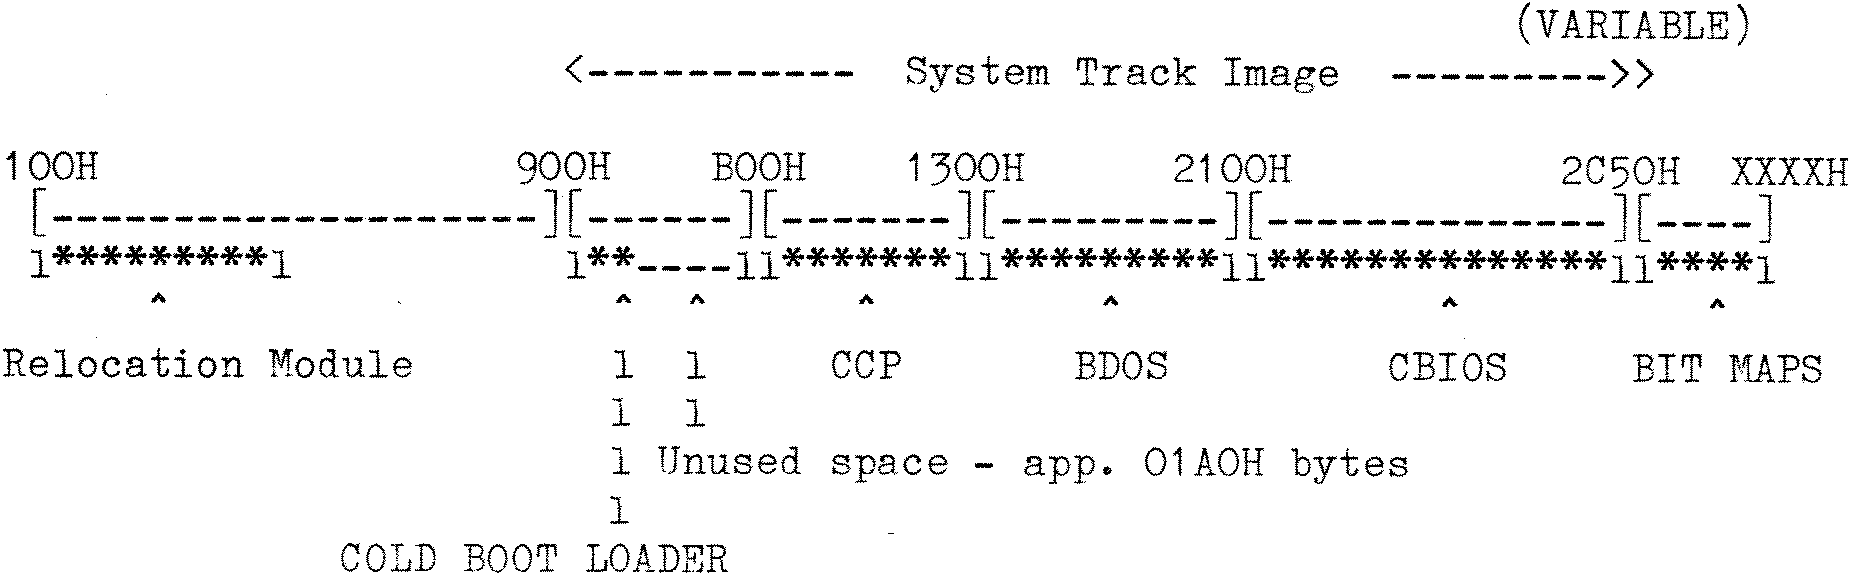 (VARIABLE)
<----------- System Track Image --------->>
100H 900H B00H 1300H 2100H 2C50H XXXXH
[--------------------][------][-------][---------][---------------][----]
l*********l l**----ll*******ll*********ll**************ll****l
^ ^ ^ ^ ^ ^ ^
Relocation Module l l CCP BDOS CBIOS BIT MAPS
l l
l Unused space - app. 01A0H bytes
l
COLD BOOT LOADER